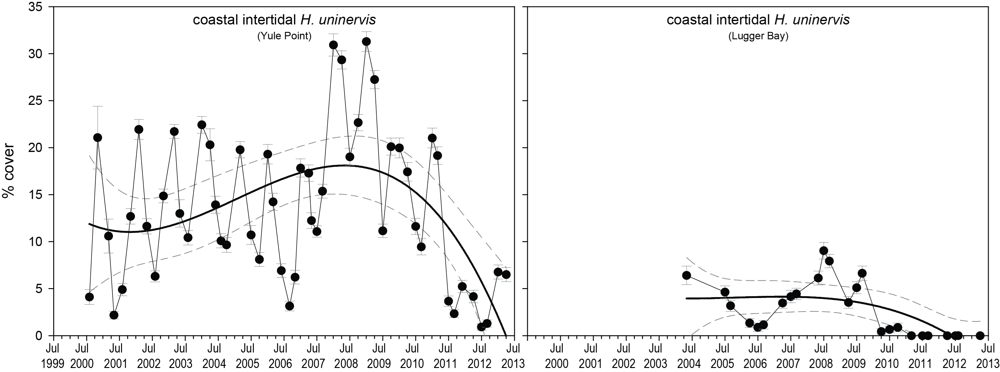 35
30
25
20
15
10
5
0
% cover
coastal intertidal H. uninervis
(Yule Point)
coastal intertidal H. uninervis
(Lugger Bay)
Jul Jul Jul Jul Jul Jul Jul Jul Jul Jul Jul Jul Jul Jul Jul
1999 2000 2001 2002 2003 2004 2005 2006 2007 2008 2009 2010 2011 2012 2013
Jul Jul Jul Jul Jul Jul Jul Jul Jul Jul Jul Jul Jul Jul
2000 2001 2002 2003 2004 2005 2006 2007 2008 2009 2010 2011 2012 2013